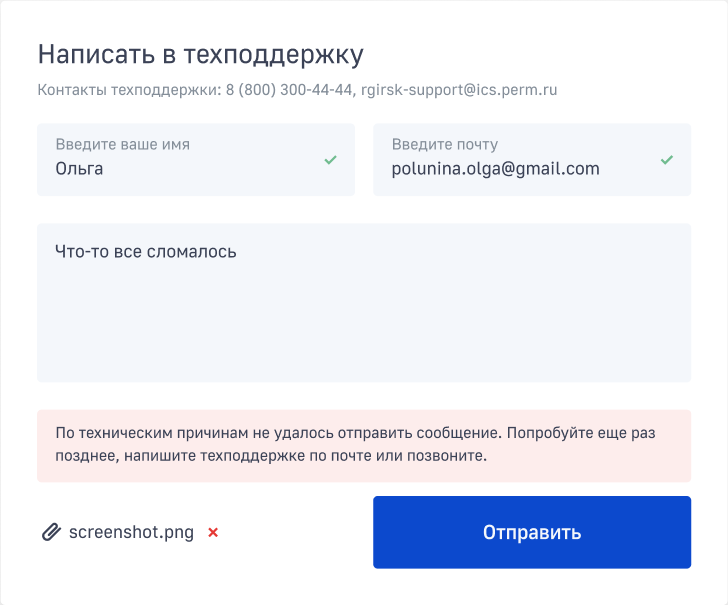 Написать в техподдержку
Контакты техподдержки: 8 (800) 300-44-44, rgirsk-support@ics.perm.ru
Введите ваше имя
Ольга
Введите почту
polunina.olga@gmail.com
Что-то все сломалось
По техническим причинам не удалось отправить сообщение. Попробуйте еще раз
позднее, напишите техподдержке по почте или позвоните.
screenshot.png
Отправить